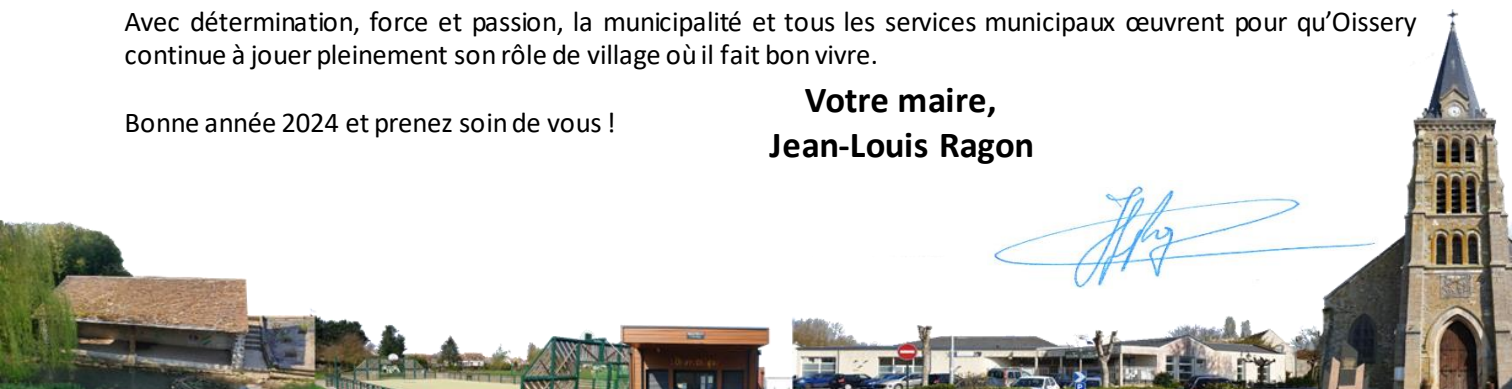 Avec détermination, force et passion, la municipalité et tous les services municipaux œuvrent pour qu’Oissery
continue à jouer pleinement son rôle de village où il fait bon vivre.
Bonne année 2024 et prenez soin de vous !
Votre maire,
Jean-Louis Ragon